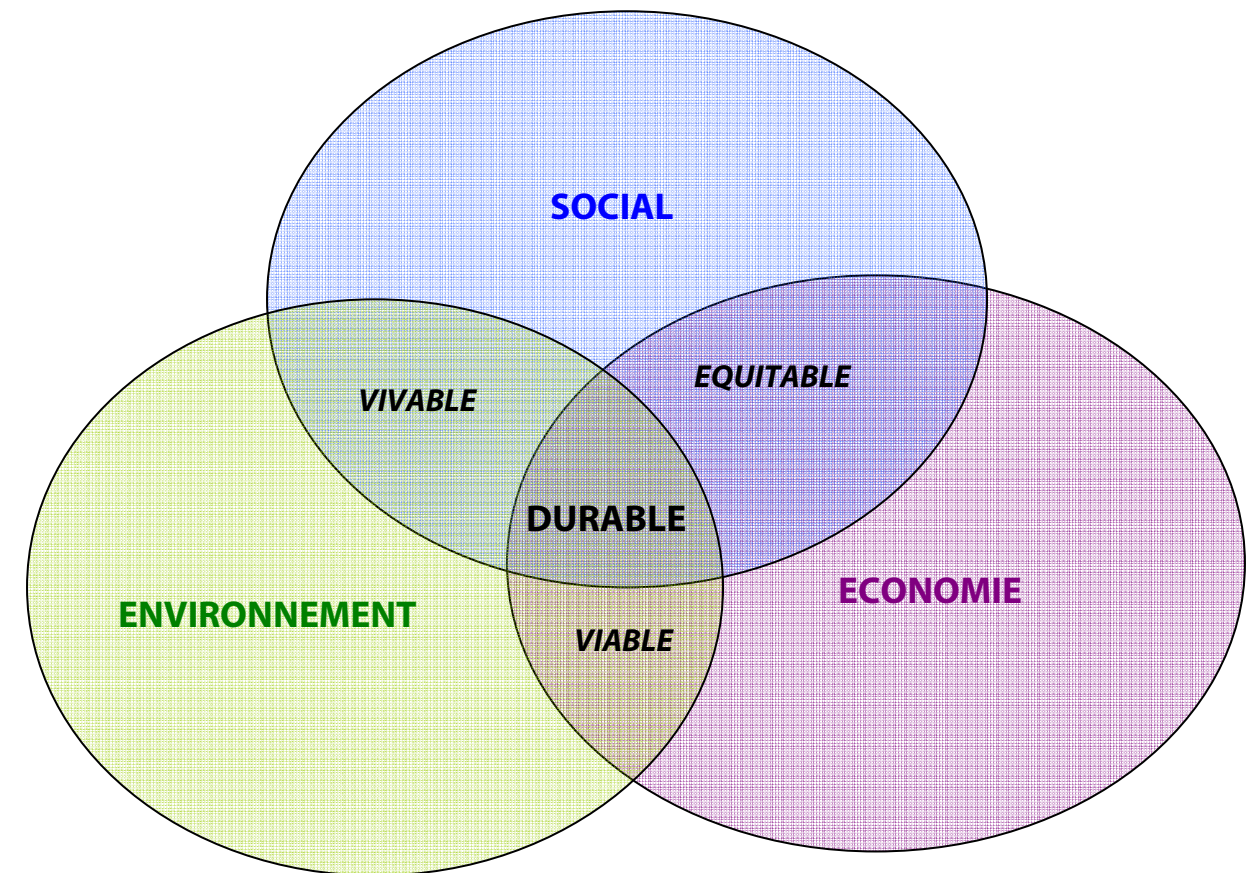 SOCIAL
EQUITABLE
VIVABLE
DURABLE
ECONOMIE
ENVIRONNEMENT
VIABLE